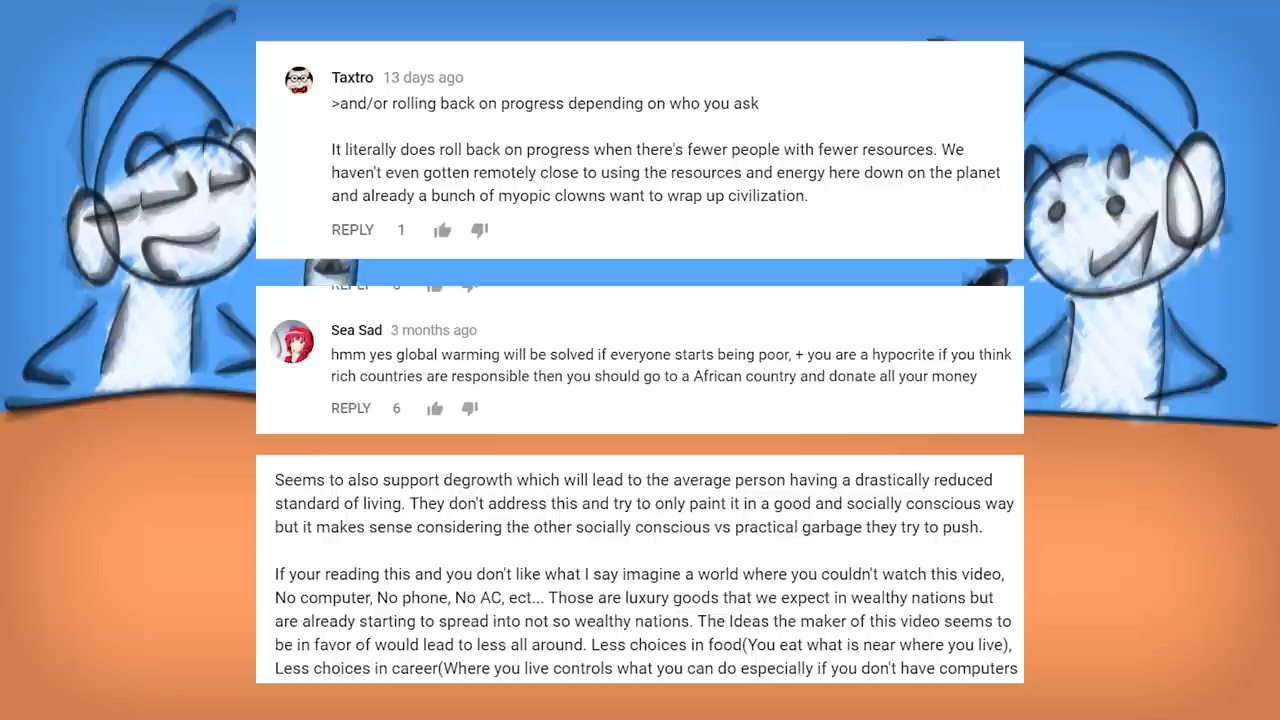 Taxtro 13 days ago
>and/or rolling back on progress depending on who you ask
It literally does roll back on progress when there's fewer people with fewer resources. We
haven't even gotten remotely close to using the resources and energy here down on the planet
and already a bunch of myopic clowns want to wrap up civilization.
REPLY 1
Sea Sad 3 months ago
hmm yes global warming will be solved if everyone starts being poor, + you are a hypocrite if you think
rich countries are responsible then you should go to a African country and donate all your money
REPLY 6
Seems to also support degrowth which will lead to the average person having a drastically reduced
standard of living. They don't address this and try to only paint it in a good and socially conscious way
but it makes sense considering the other socially conscious vs practical garbage they try to push.
If your reading this and you don't like what I say imagine a world where you couldn't watch this video,
No computer, No phone, No AC, ect... Those are luxury goods that we expect in wealthy nations but
are already starting to spread into not so wealthy nations. The Ideas the maker of this video seems to
be in favor of would lead to less all around. Less choices in food(You eat what is near where you live),
Less choices in career(Where you live controls what you can do especially if you don't have computers